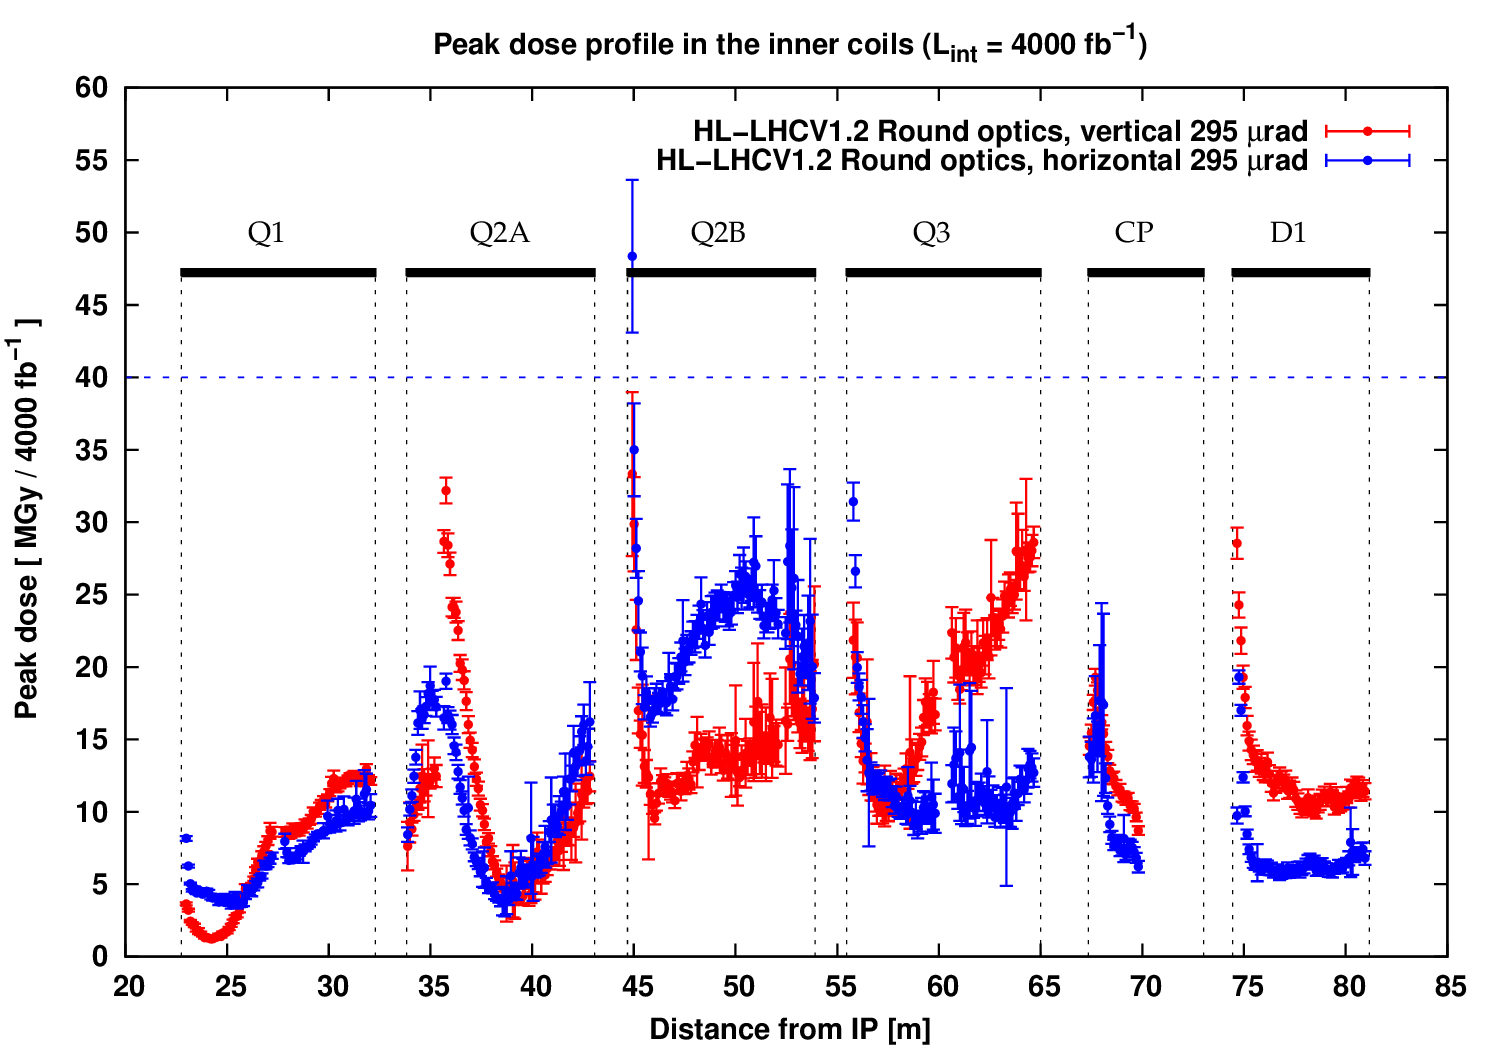 Peak dose profile in the inner coils (L_int = 4000 fb⁻¹)
HL−LHCV1.2 Round optics, vertical 295 μrad
HL−LHCV1.2 Round optics, horizontal 295 μrad
Q1 Q2A Q2B Q3 CP D1
Peak dose [ MGy / 4000 fb⁻¹ ]
60
55
50
45
40
35
30
25
20
15
10
5
0
20 25 30 35 40 45 50 55 60 65 70 75 80 85
Distance from IP [m]